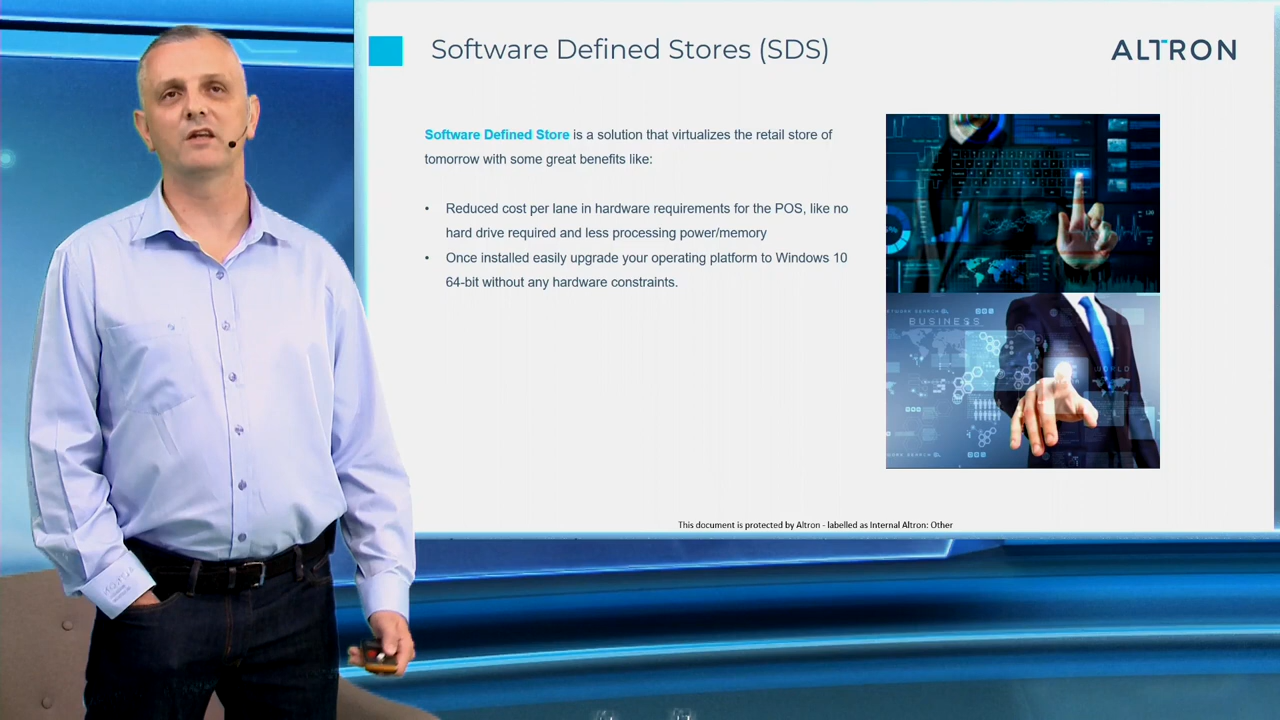 Software Defined Stores (SDS)
ALTRON
Software Defined Store is a solution that virtualizes the retail store of
tomorrow with some great benefits like:
• Reduced cost per lane in hardware requirements for the POS, like no
hard drive required and less processing power/memory
• Once installed easily upgrade your operating platform to Windows 10
64-bit without any hardware constraints.
BUSINESS
WORLD
This document is protected by Altron - labelled as Internal Altron: Other